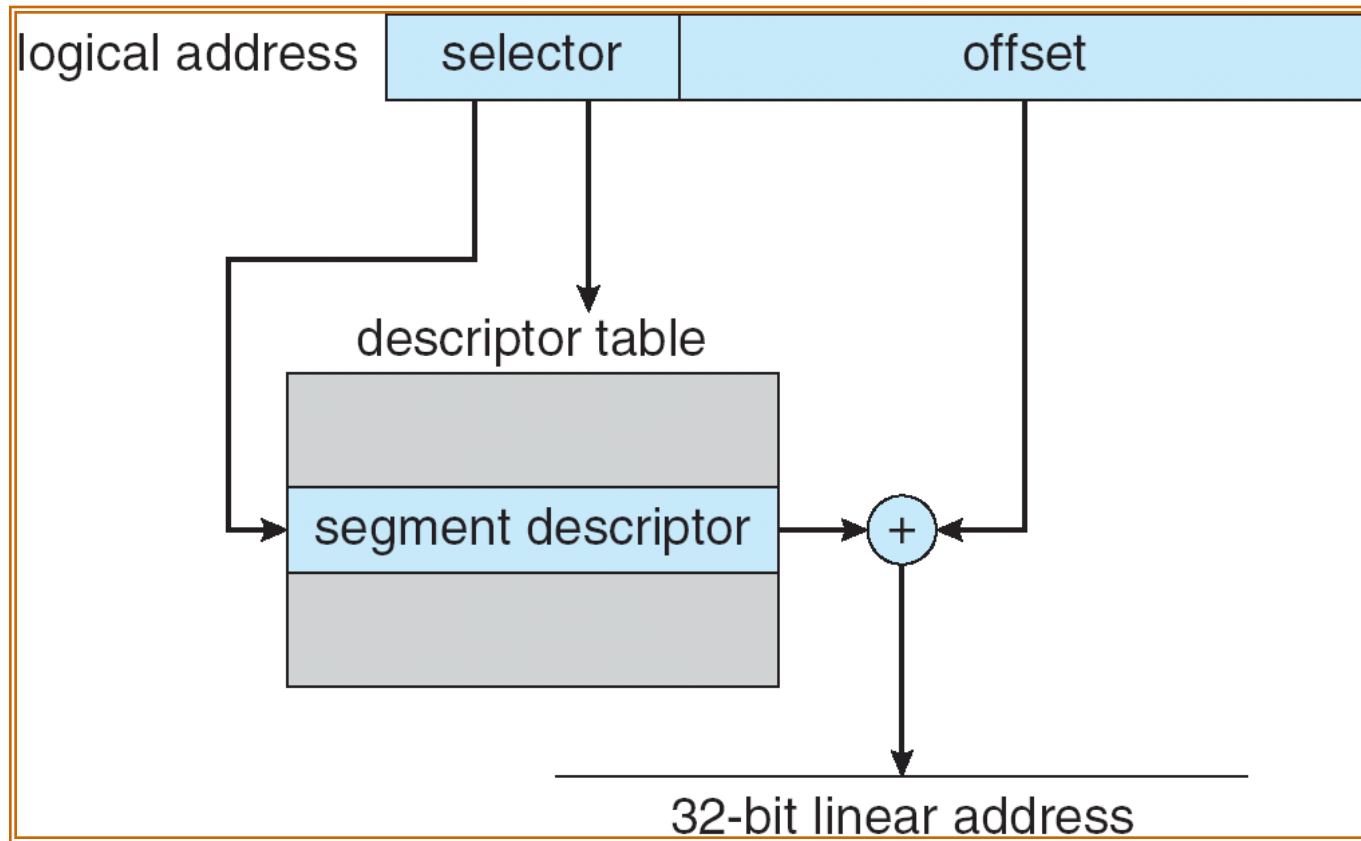 logical address selector offset
descriptor table
segment descriptor +
32-bit linear address